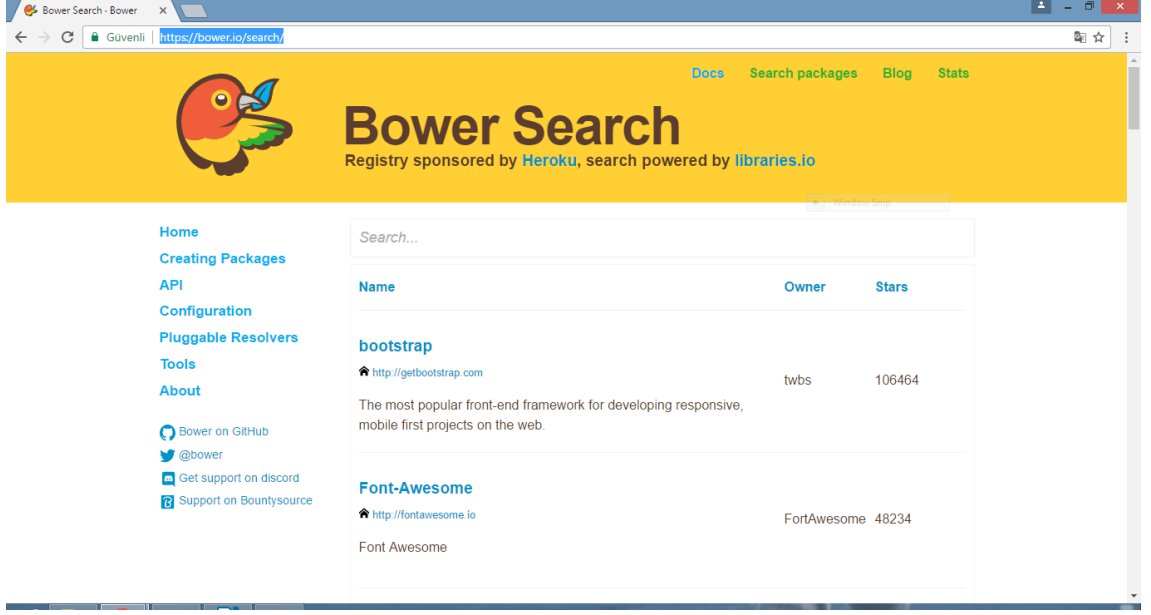 Bower Search · Bower
Güvenli
https://bower.io/search/
Docs Search packages Blog Stats
Bower Search
Registry sponsored by Heroku, search powered by libraries.io
Window Snip
Home
Creating Packages
API
Configuration
Pluggable Resolvers
Tools
About
Bower on GitHub
@bower
Get support on discord
Support on Bountysource
Search...
Name Owner Stars
bootstrap
http://getbootstrap.com
twbs 106464
The most popular front-end framework for developing responsive,
mobile first projects on the web.
Font-Awesome
http://fontawesome.io
FortAwesome 48234
Font Awesome